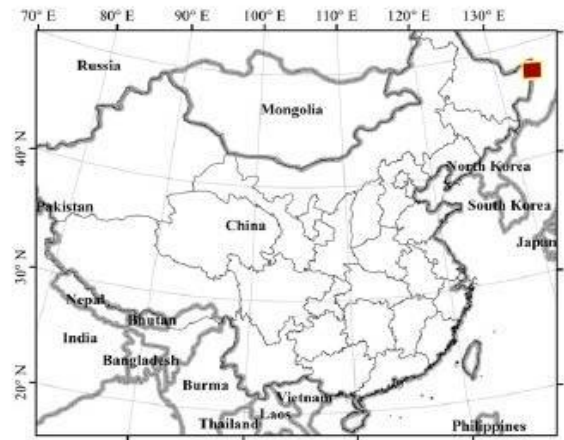 70° E 80° E 90° E 100° E 110° E 120° E 130° E
Russia
Mongolia
40° N
North Korea
Pakistan
South Korea
China
Japan
30° N
Nepal
Bhutan
India
Bangladesh
Burma
20° N
Vietnam
Laos
Thailand
Philippines